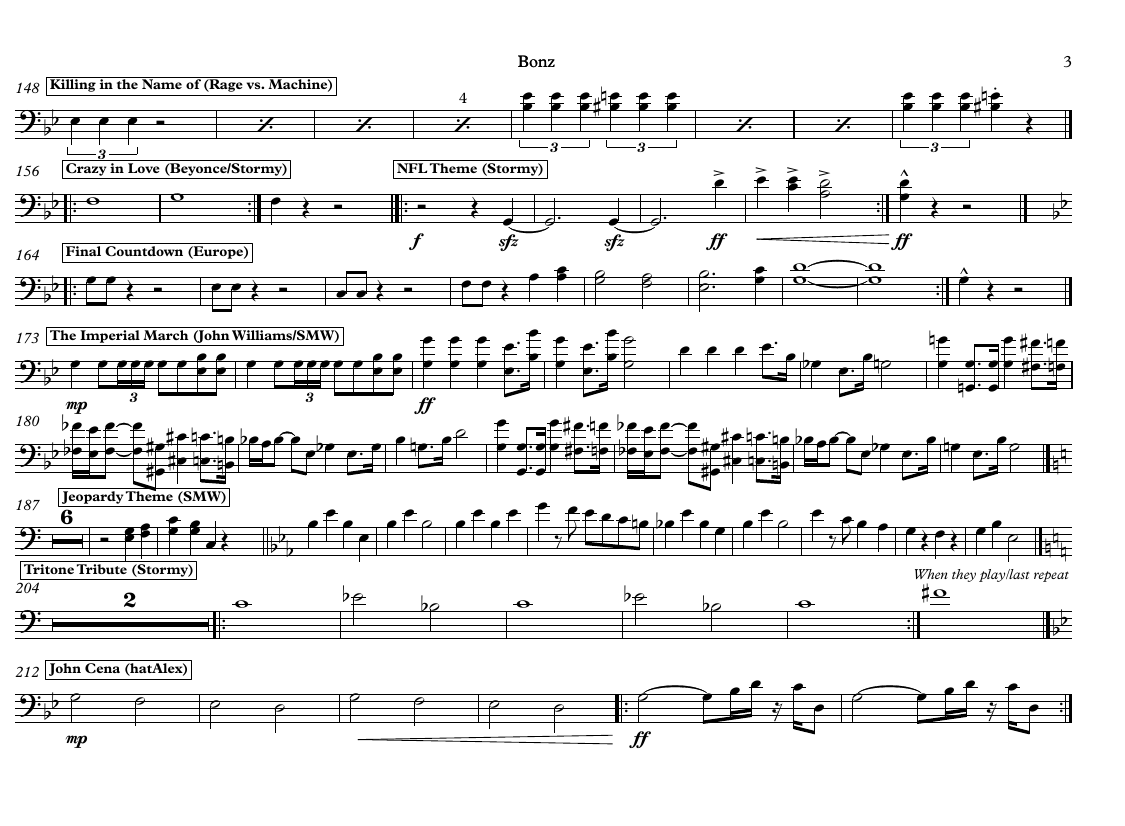 Bonz 3
148 Killing in the Name of (Rage vs. Machine)
4
3 3 3
156 Crazy in Love (Beyonce/Stormy) NFL Theme (Stormy)
f sfz sfz ff ff
164 Final Countdown (Europe)
173 The Imperial March (John Williams/SMW)
3 3
mp ff
180
187 Jeopardy Theme (SMW)
6
Tritone Tribute (Stormy) When they play/last repeat
204 2
212 John Cena (hatAlex)
mp ff